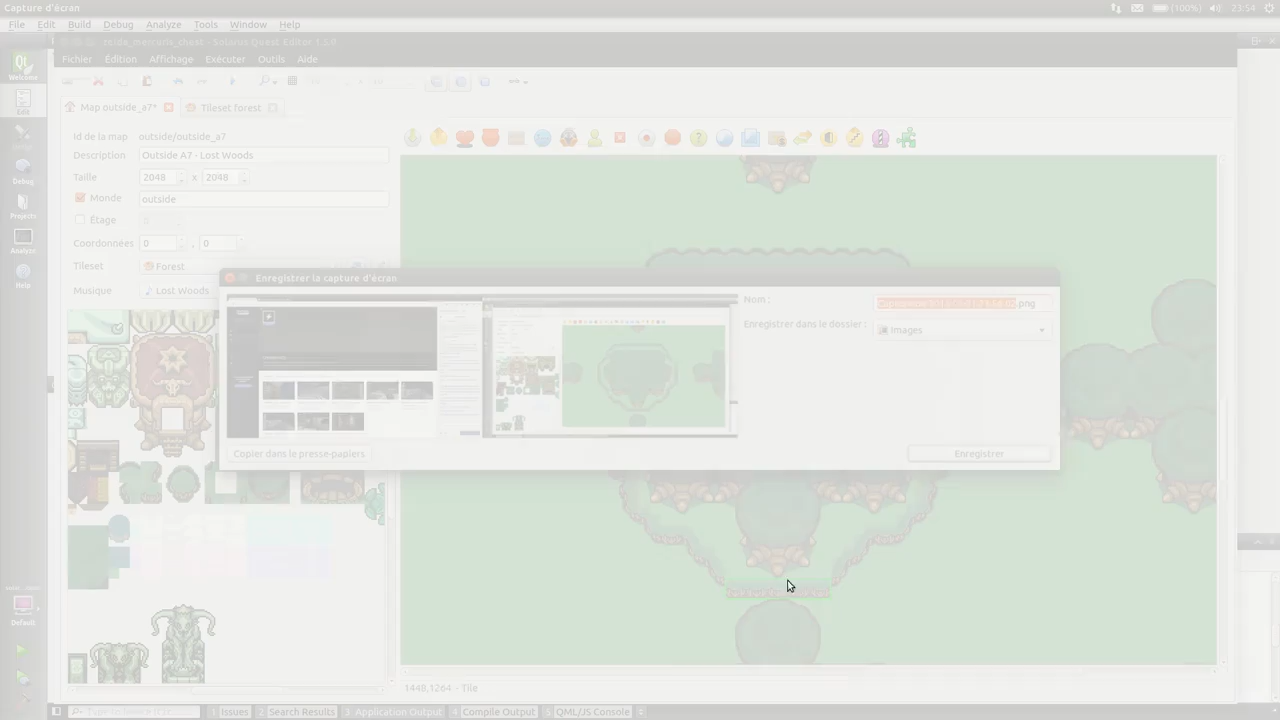 Capture d'écran
(100%) 23:54
File Edit Build Debug Analyze Tools Window Help
zelda_mercuris_chest - Solarus Quest Editor 1.5.0
Welcome
Fichier Edition Affichage Exécuter Outils Aide
Edit
Map outside_a7* Tileset forest
Id de la map outside/outside_a7
Description Outside A7 - Lost Woods
Debug
Taille 2048 x 2048
Monde outside
Projects
Étage 0
Coordonnées 0 , 0
Analyze
Tileset Forest
Help
Musique Lost Woods
Enregistrer la capture d'écran
Nom : .png
Enregistrer dans le dossier : Images
Copier dans le presse-papiers Enregistrer
Default
1448,1264 - Tile
Type to locate 1 Issues 2 Search Results 3 Application Output 4 Compile Output 5 QML/JS Console